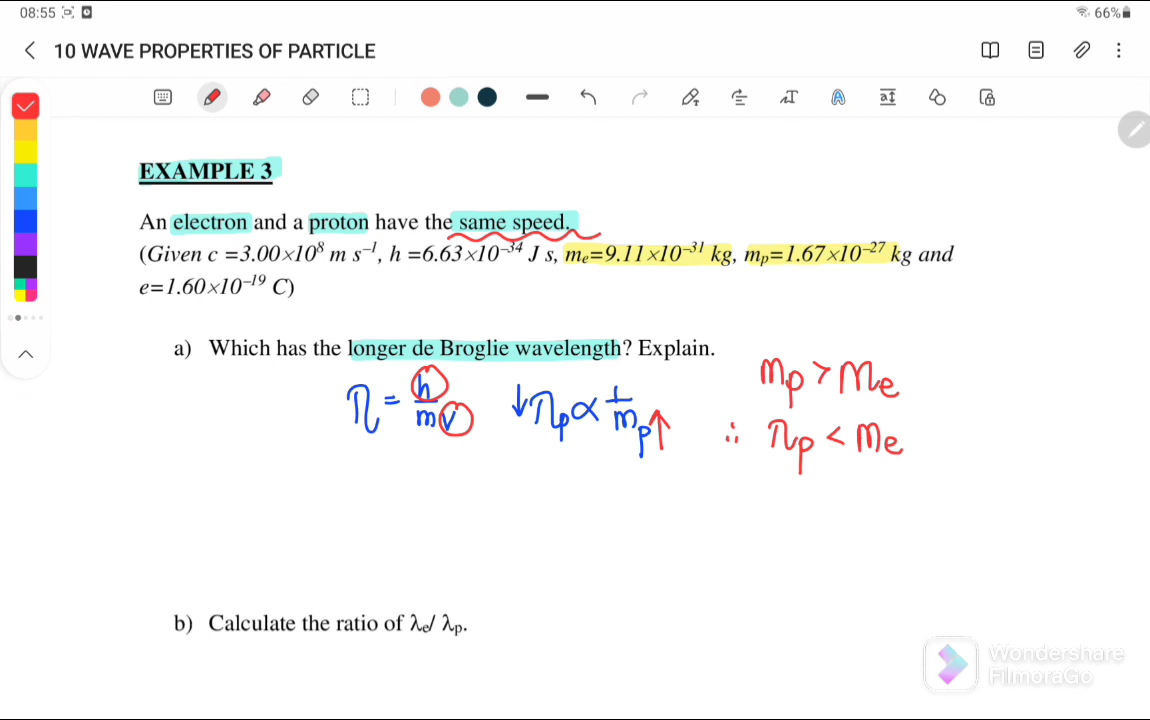 08:55
66%
10 WAVE PROPERTIES OF PARTICLE
EXAMPLE 3
An electron and a proton have the same speed.
(Given c =3.00×10⁸ m s⁻¹, h =6.63×10⁻³⁴ J s, mₑ=9.11×10⁻³¹ kg, mₚ=1.67×10⁻²⁷ kg and
e=1.60×10⁻¹⁹ C)
a) Which has the longer de Broglie wavelength? Explain.
λ = h/mv ↓λₚ ∝ 1/mₚ↑
mₚ > mₑ
∴ λₚ < mₑ
b) Calculate the ratio of λₑ/ λₚ.
Wondershare
FilmoraGo